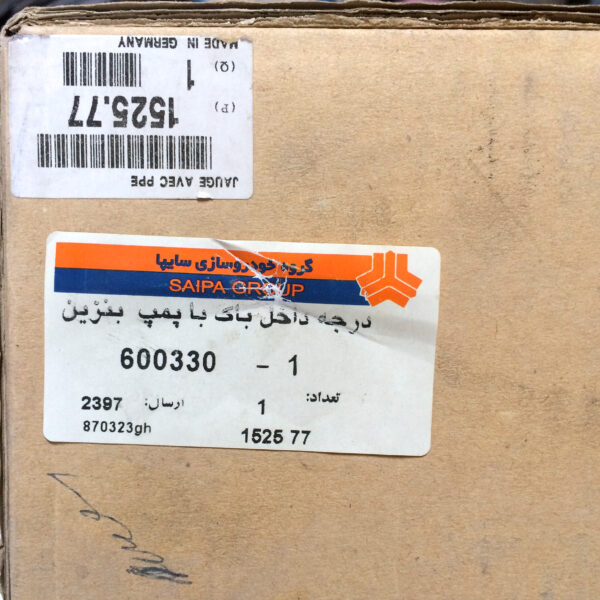 MADE IN GERMANY
(Q) 1
(P) 1525.77
JAUGE AVEC PPE
گروه خودروسازی سایپا
SAIPA GROUP
درجه داخل باک با پمپ بنزین
600330 - 1
تعداد: 1 ارسال: 2397
870323gh
1525 77